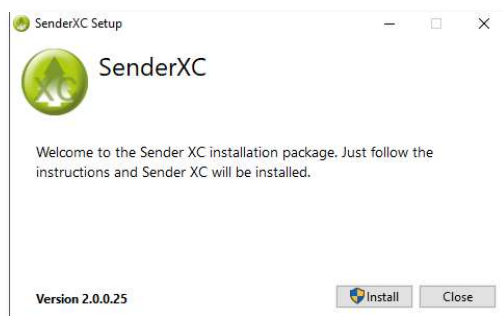 SenderXC Setup
XC
SenderXC
Welcome to the Sender XC installation package. Just follow the
instructions and Sender XC will be installed.
Version 2.0.0.25
Install
Close